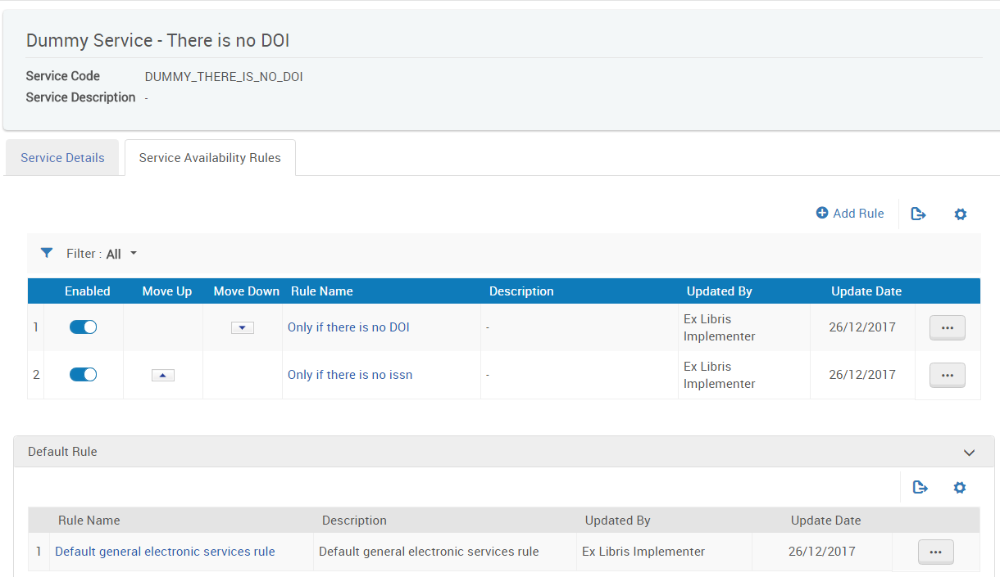 Dummy Service - There is no DOI
Service Code DUMMY_THERE_IS_NO_DOI
Service Description -
Service Details Service Availability Rules
Add Rule
Filter : All
Enabled Move Up Move Down Rule Name Description Updated By Update Date
1 Only if there is no DOI - Ex Libris Implementer 26/12/2017 ...
2 Only if there is no issn - Ex Libris Implementer 26/12/2017 ...
Default Rule
Rule Name Description Updated By Update Date
1 Default general electronic services rule Default general electronic services rule Ex Libris Implementer 26/12/2017 ...